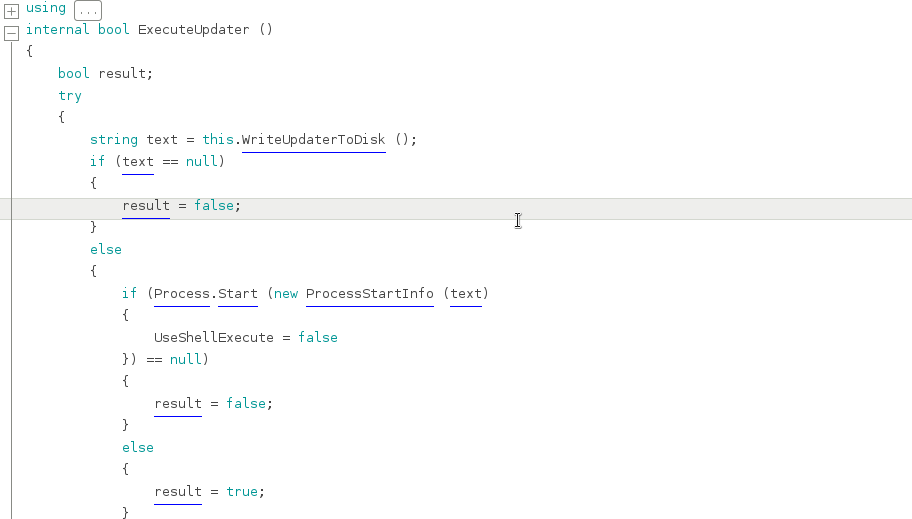 using ...
internal bool ExecuteUpdater ()
{
bool result;
try
{
string text = this.WriteUpdaterToDisk ();
if (text == null)
{
result = false;
}
else
{
if (Process.Start (new ProcessStartInfo (text)
{
UseShellExecute = false
}) == null)
{
result = false;
}
else
{
result = true;
}